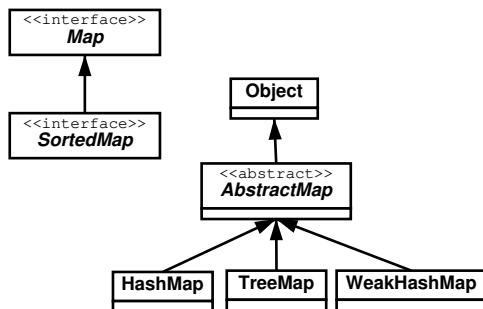 <<interface>>
Map
<<interface>>
SortedMap
Object
<<abstract>>
AbstractMap
HashMap
TreeMap
WeakHashMap